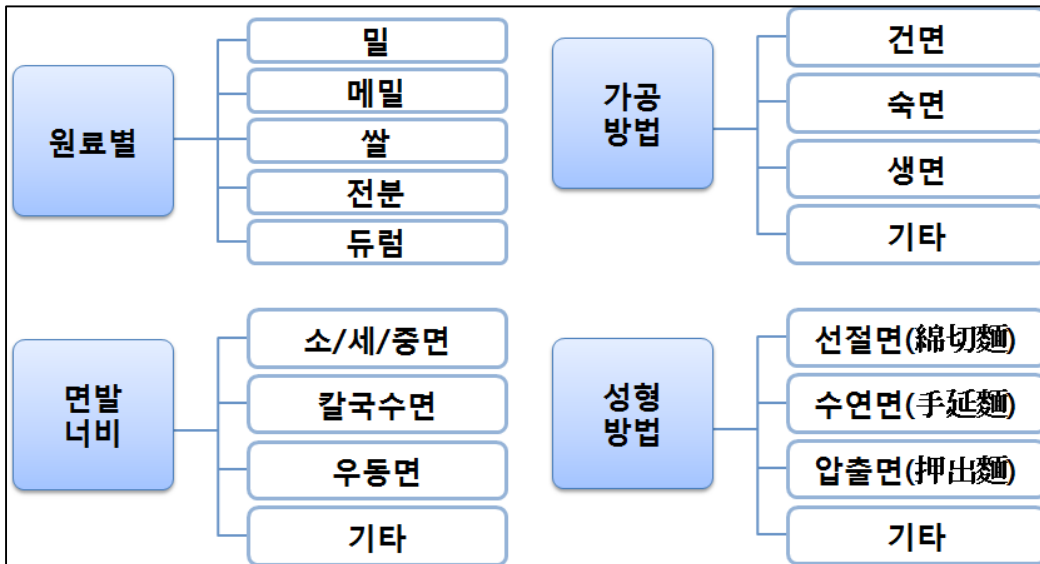 원료별
밀
메밀
쌀
전분
듀럼
가공
방법
건면
숙면
생면
기타
면발
너비
소/세/중면
칼국수면
우동면
기타
성형
방법
선절면(綿切麵)
수연면(手延麵)
압출면(押出麵)
기타